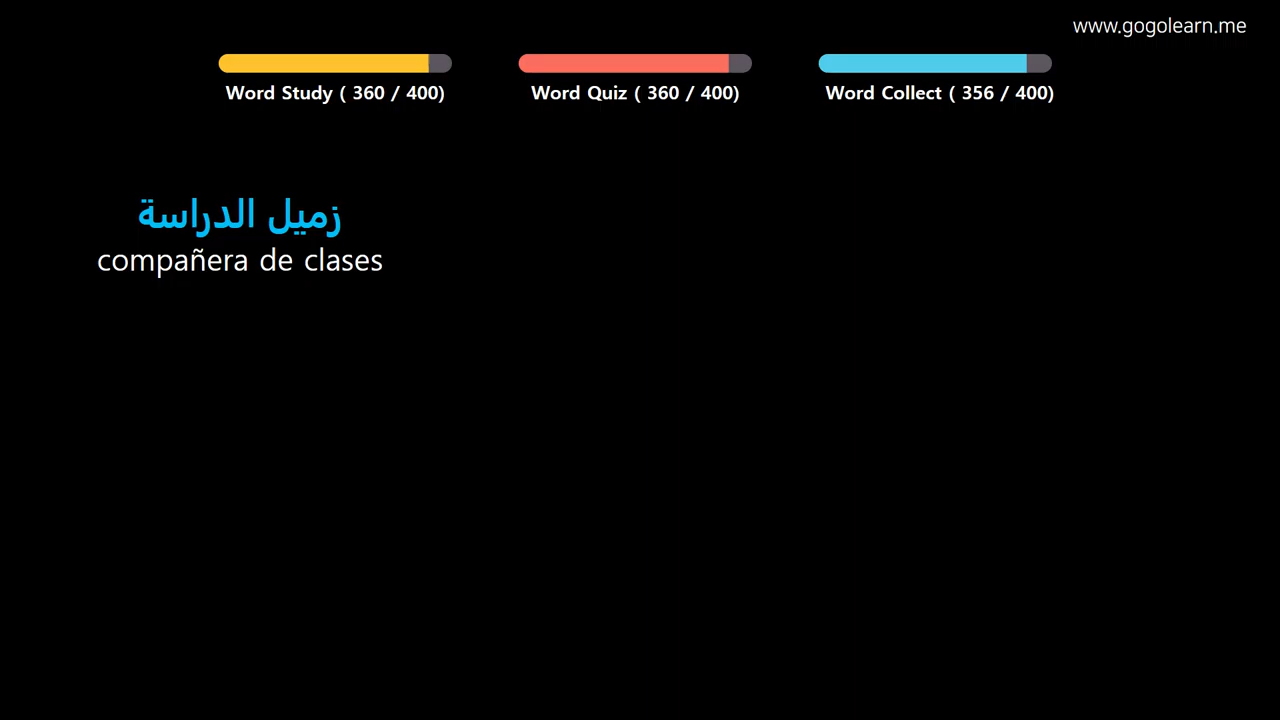 www.gogolearn.me
Word Study ( 360 / 400)
Word Quiz ( 360 / 400)
Word Collect ( 356 / 400)
زميل الدراسة
compañera de clases